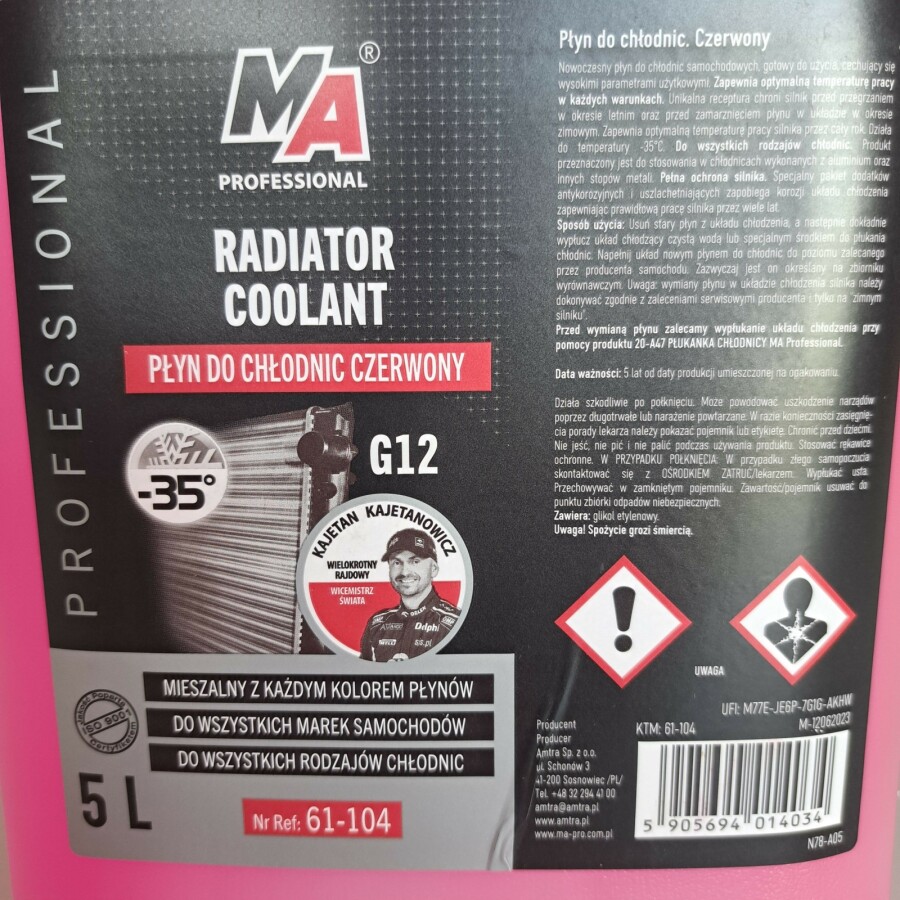 PROFESSIONAL
MA®
PROFESSIONAL
RADIATOR
COOLANT
PŁYN DO CHŁODNIC CZERWONY
-35°
G12
KAJETAN KAJETANOWICZ
WIELOKROTNY
RAJDOWY
WICEMISTRZ
ŚWIATA
Delphi
MIESZALNY Z KAŻDYM KOLOREM PŁYNÓW
DO WSZYSTKICH MAREK SAMOCHODÓW
DO WSZYSTKICH RODZAJÓW CHŁODNIC
ISO 9001
5 L
Nr Ref: 61-104
Płyn do chłodnic. Czerwony
Nowoczesny płyn do chłodnic samochodowych, gotowy do użycia, cechujący się
wysokimi parametrami użytkowymi. Zapewnia optymalną temperaturę pracy
w każdych warunkach. Unikalna receptura chroni silnik przed przegrzaniem
w okresie letnim oraz przed zamarznięciem płynu w układzie w okresie
zimowym. Zapewnia optymalną temperaturę pracy silnika przez cały rok. Działa
do temperatury -35°C. Do wszystkich rodzajów chłodnic. Produkt
przeznaczony jest do stosowania w chłodnicach wykonanych z aluminium oraz
innych stopów metali. Pełna ochrona silnika. Specjalny pakiet dodatków
antykorozyjnych i uszlachetniających zapobiega korozji układu chłodzenia
zapewniając prawidłową pracę silnika przez wiele lat.
Sposób użycia: Usuń stary płyn z układu chłodzenia, a następnie dokładnie
wypłucz układ chłodzący czystą wodą lub specjalnym środkiem do płukania
chłodnic. Napełnij układ nowym płynem do chłodnic do poziomu zalecanego
przez producenta samochodu. Zazwyczaj jest on określany na zbiorniku
wyrównawczym. Uwaga: wymiany płynu w układzie chłodzenia silnika należy
dokonywać zgodnie z zaleceniami serwisowymi producenta i tylko na "zimnym
silniku".
Przed wymianą płynu zalecamy wypłukanie układu chłodzenia przy
pomocy produktu 20-A47 PŁUKANKA CHŁODNICY MA Professional.
Data ważności: 5 lat od daty produkcji umieszczonej na opakowaniu.
Działa szkodliwie po połknięciu. Może powodować uszkodzenie narządów
poprzez długotrwałe lub narażenie powtarzane. W razie konieczności zasięgnię-
cia porady lekarza należy pokazać pojemnik lub etykietę. Chronić przed dziećmi.
Nie jeść, nie pić i nie palić podczas używania produktu. Stosować rękawice
ochronne. W PRZYPADKU POŁKNIĘCIA: W przypadku złego samopoczucia
skontaktować się z OŚRODKIEM ZATRUĆ/lekarzem. Wypłukać usta.
Przechowywać w zamkniętym pojemniku. Zawartość/pojemnik usuwać do
punktu zbiórki odpadów niebezpiecznych.
Zawiera: glikol etylenowy.
Uwaga! Spożycie grozi śmiercią.
UWAGA
Producent
Producer
Amtra Sp. z o.o.
ul. Schonów 3
41-200 Sosnowiec /PL/
Tel. +48 32 294 41 00
amtra@amtra.pl
www.amtra.pl
www.ma-pro.com.pl
KTM: 61-104
UFI: M77E-JE6P-7G1G-AKHW
M-12062023
5 905694 014034
N78-A05